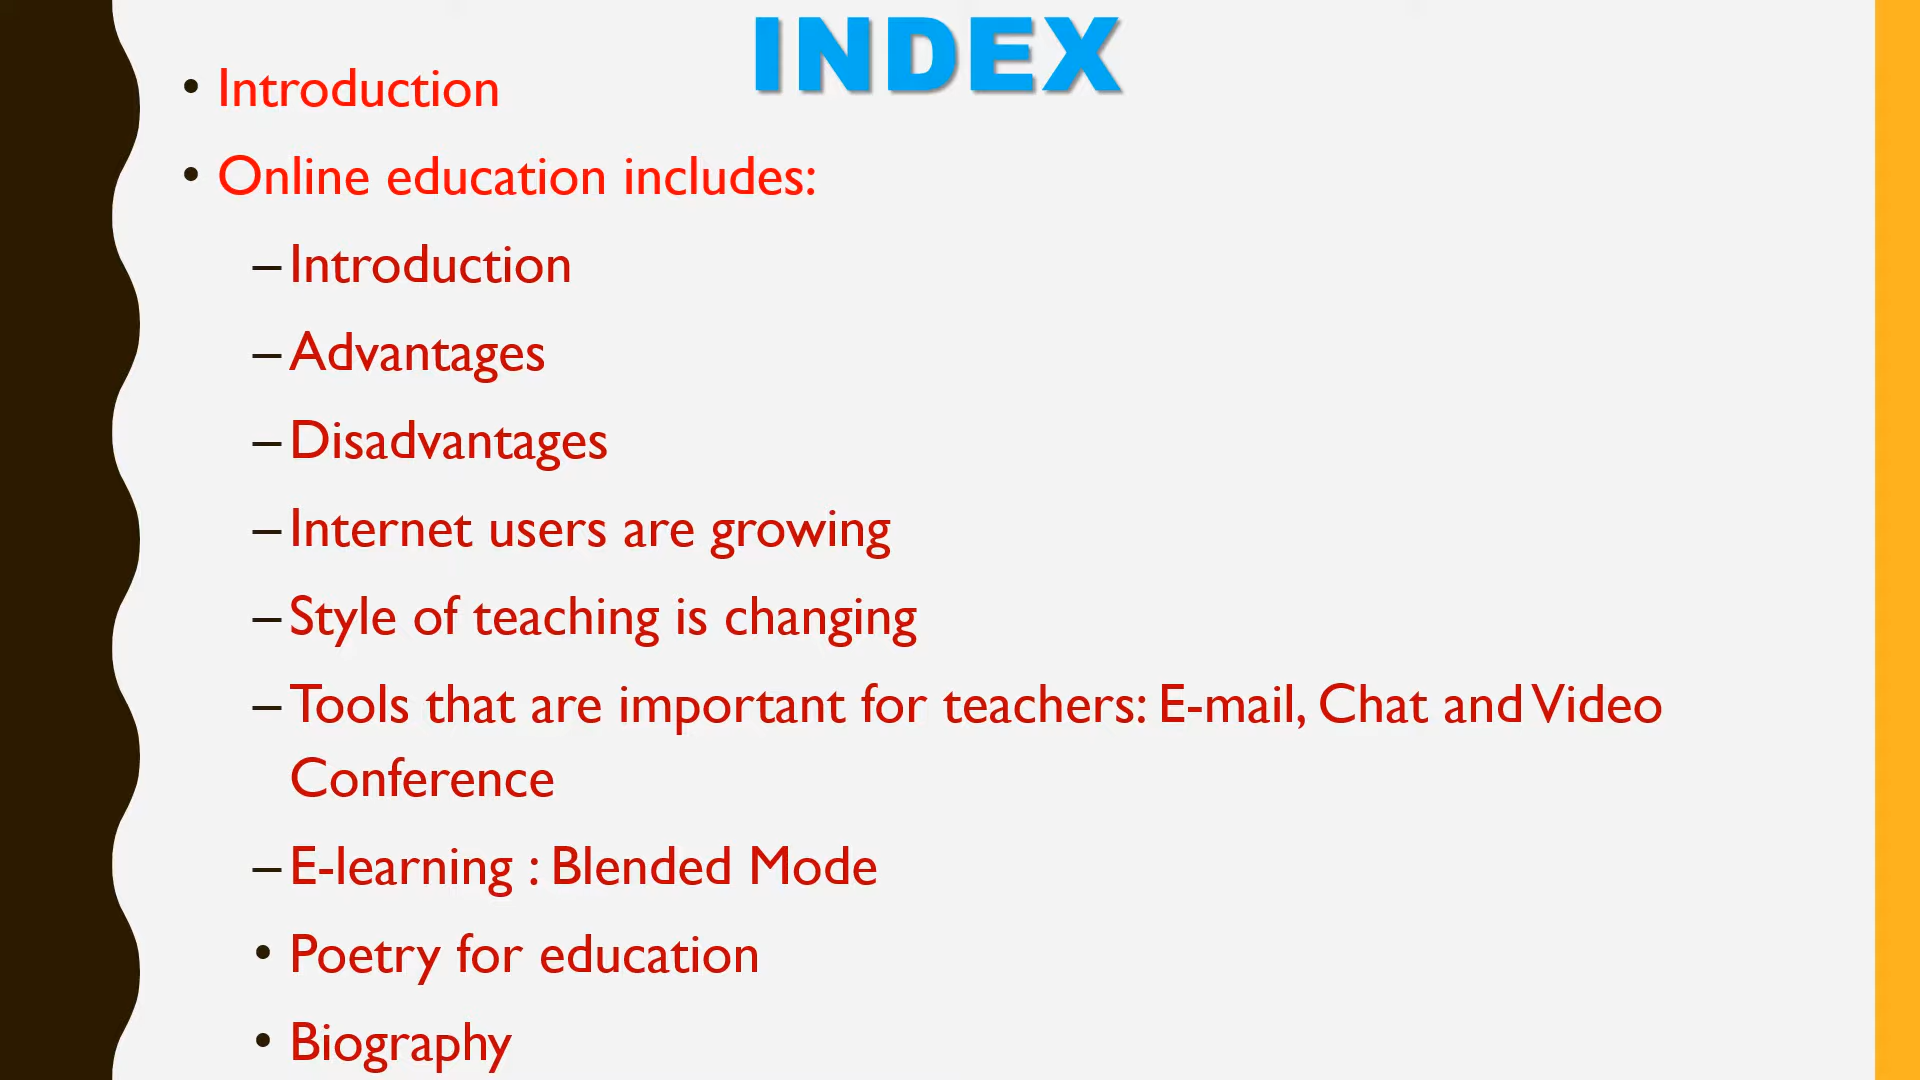 INDEX
• Introduction
• Online education includes:
– Introduction
– Advantages
– Disadvantages
– Internet users are growing
– Style of teaching is changing
– Tools that are important for teachers: E-mail, Chat and Video
Conference
– E-learning : Blended Mode
• Poetry for education
• Biography